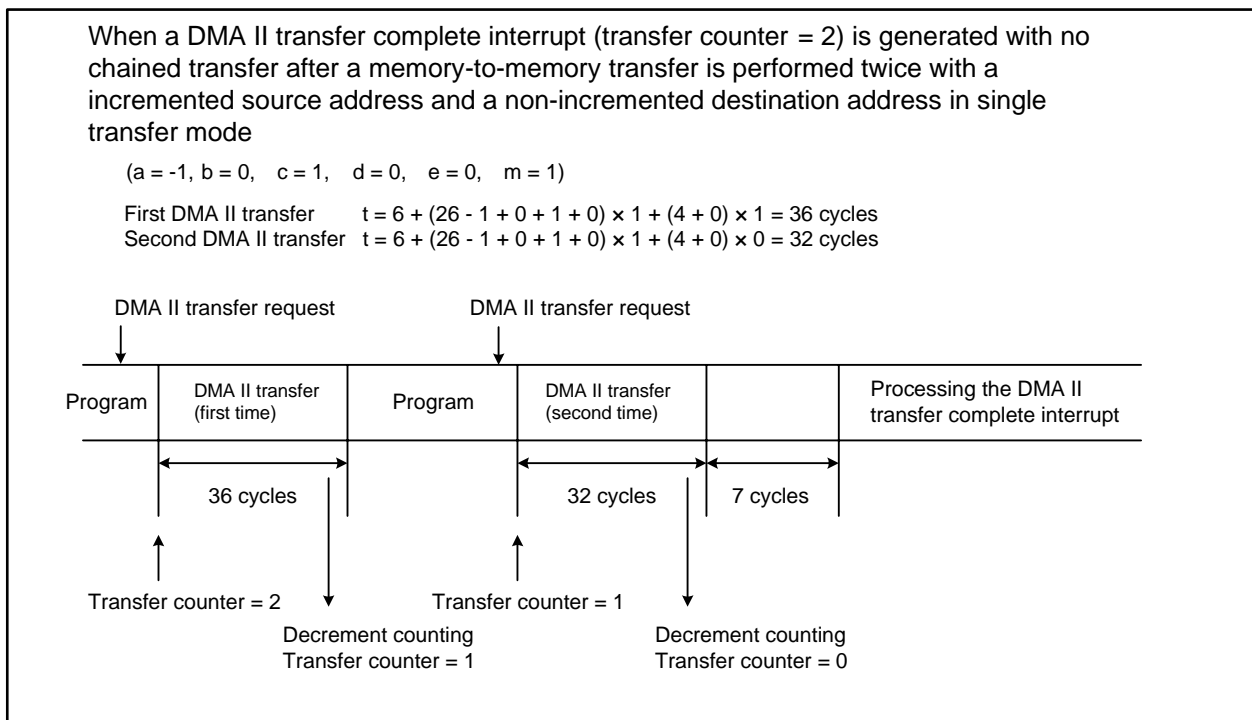 When a DMA II transfer complete interrupt (transfer counter = 2) is generated with no
chained transfer after a memory-to-memory transfer is performed twice with a
incremented source address and a non-incremented destination address in single
transfer mode
(a = -1, b = 0, c = 1, d = 0, e = 0, m = 1)
First DMA II transfer t = 6 + (26 - 1 + 0 + 1 + 0) × 1 + (4 + 0) × 1 = 36 cycles
Second DMA II transfer t = 6 + (26 - 1 + 0 + 1 + 0) × 1 + (4 + 0) × 0 = 32 cycles
DMA II transfer request DMA II transfer request
Program
DMA II transfer
(first time)
Program
DMA II transfer
(second time)
Processing the DMA II
transfer complete interrupt
36 cycles 32 cycles 7 cycles
Transfer counter = 2 Transfer counter = 1
Decrement counting
Transfer counter = 1
Decrement counting
Transfer counter = 0